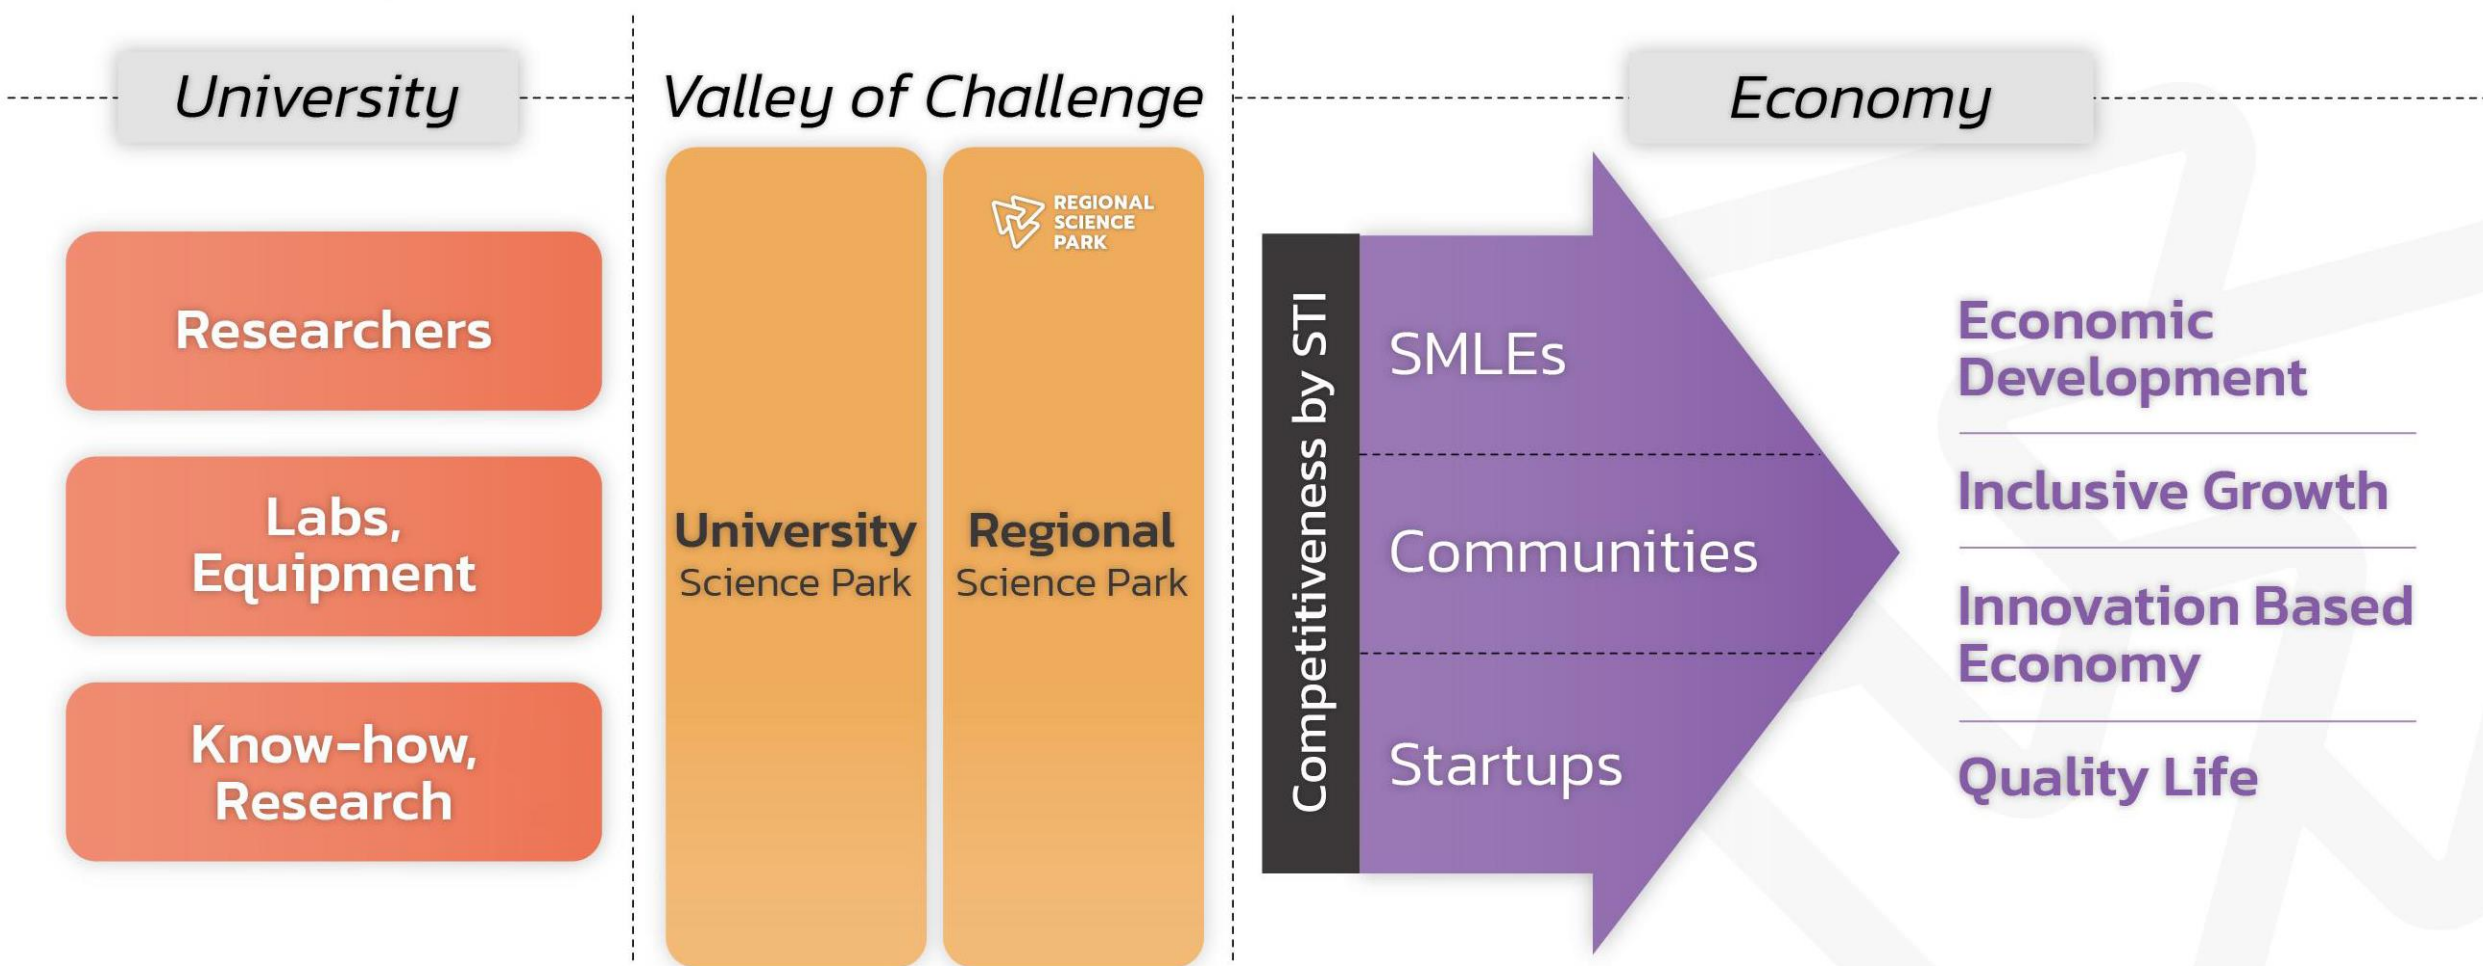 University
Valley of Challenge
Economy
Researchers
Labs,
Equipment
Know-how,
Research
University
Science Park
REGIONAL
SCIENCE
PARK
Regional
Science Park
Competitiveness by STI
SMLEs
Communities
Startups
Economic
Development
Inclusive Growth
Innovation Based
Economy
Quality Life